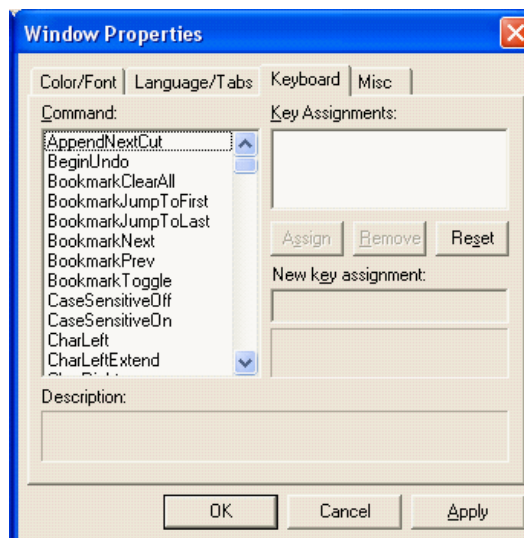 Window Properties
Color/Font Language/Tabs Keyboard Misc
Command:
AppendNextCut
BeginUndo
BookmarkClearAll
BookmarkJumpToFirst
BookmarkJumpToLast
BookmarkNext
BookmarkPrev
BookmarkToggle
CaseSensitiveOff
CaseSensitiveOn
CharLeft
CharLeftExtend
Key Assignments:
Assign Remove Reset
New key assignment:
Description:
OK Cancel Apply